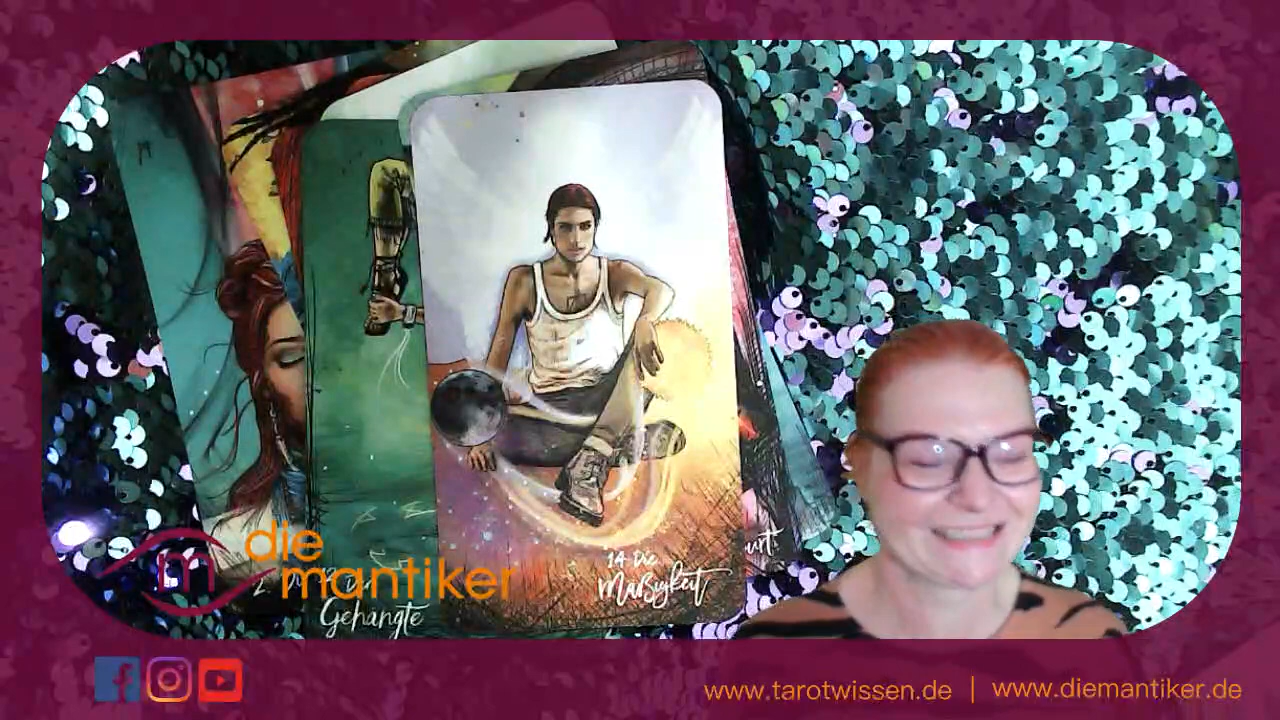 14 Die
Mäßigkeit
Gehängte
die
mantiker
www.tarotwissen.de | www.diemantiker.de